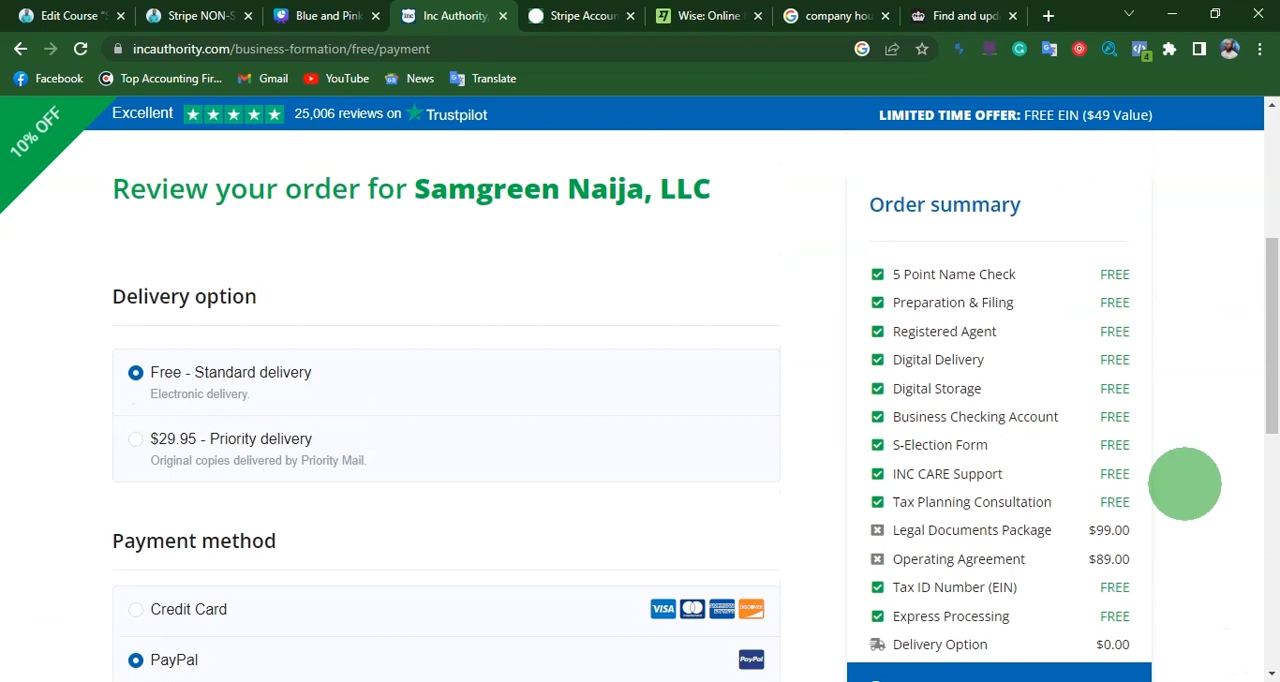 Edit Course "S
Stripe NON-S
Blue and Pink
Inc Authority,
Stripe Accoun
Wise: Online
company hou
Find and upd
incauthority.com/business-formation/free/payment
4
Facebook
Top Accounting Fir...
Gmail
YouTube
News
Translate
10% OFF
Excellent
25,006 reviews on Trustpilot
LIMITED TIME OFFER: FREE EIN ($49 Value)
Review your order for Samgreen Naija, LLC
Delivery option
Free - Standard delivery
Electronic delivery.
$29.95 - Priority delivery
Original copies delivered by Priority Mail.
Payment method
Credit Card
VISA
DISCOVER
PayPal
PayPal
Order summary
5 Point Name Check FREE
Preparation & Filing FREE
Registered Agent FREE
Digital Delivery FREE
Digital Storage FREE
Business Checking Account FREE
S-Election Form FREE
INC CARE Support FREE
Tax Planning Consultation FREE
Legal Documents Package $99.00
Operating Agreement $89.00
Tax ID Number (EIN) FREE
Express Processing FREE
Delivery Option $0.00